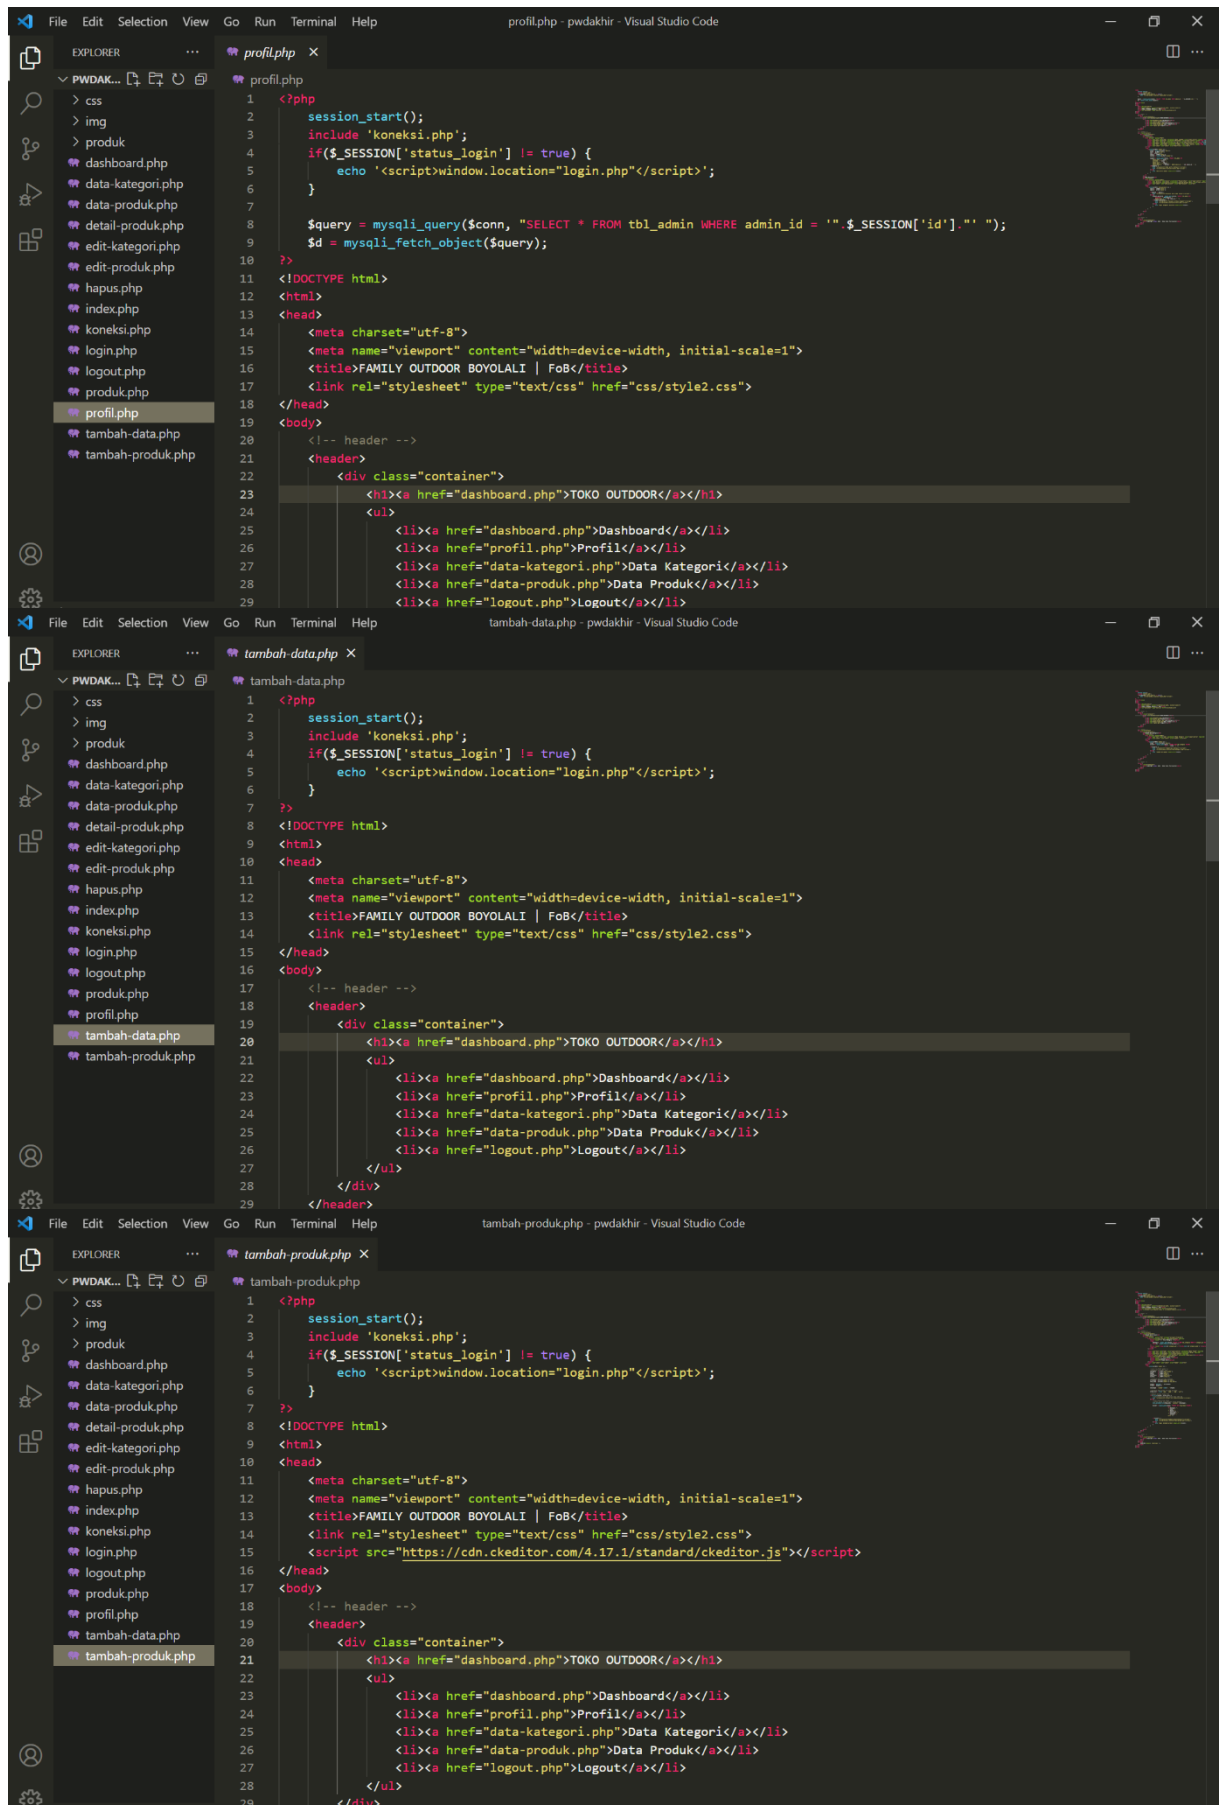 File Edit Selection View Go Run Terminal Help profil.php - pwdakhir - Visual Studio Code
EXPLORER ··· profil.php ×
PWDAK... profil.php
> css
> img
> produk
dashboard.php
data-kategori.php
data-produk.php
detail-produk.php
edit-kategori.php
edit-produk.php
hapus.php
index.php
koneksi.php
login.php
logout.php
produk.php
profil.php
tambah-data.php
tambah-produk.php
1 <?php
2 session_start();
3 include 'koneksi.php';
4 if($_SESSION['status_login'] != true) {
5 echo '<script>window.location="login.php"</script>';
6 }
7
8 $query = mysqli_query($conn, "SELECT * FROM tbl_admin WHERE admin_id = '".$_SESSION['id']."' ");
9 $d = mysqli_fetch_object($query);
10 ?>
11 <!DOCTYPE html>
12 <html>
13 <head>
14 <meta charset="utf-8">
15 <meta name="viewport" content="width=device-width, initial-scale=1">
16 <title>FAMILY OUTDOOR BOYOLALI | FoB</title>
17 <link rel="stylesheet" type="text/css" href="css/style2.css">
18 </head>
19 <body>
20 <!-- header -->
21 <header>
22 <div class="container">
23 <h1><a href="dashboard.php">TOKO OUTDOOR</a></h1>
24 <ul>
25 <li><a href="dashboard.php">Dashboard</a></li>
26 <li><a href="profil.php">Profil</a></li>
27 <li><a href="data-kategori.php">Data Kategori</a></li>
28 <li><a href="data-produk.php">Data Produk</a></li>
29 <li><a href="logout.php">Logout</a></li>
File Edit Selection View Go Run Terminal Help tambah-data.php - pwdakhir - Visual Studio Code
EXPLORER ··· tambah-data.php ×
PWDAK... tambah-data.php
> css
> img
> produk
dashboard.php
data-kategori.php
data-produk.php
detail-produk.php
edit-kategori.php
edit-produk.php
hapus.php
index.php
koneksi.php
login.php
logout.php
produk.php
profil.php
tambah-data.php
tambah-produk.php
1 <?php
2 session_start();
3 include 'koneksi.php';
4 if($_SESSION['status_login'] != true) {
5 echo '<script>window.location="login.php"</script>';
6 }
7 ?>
8 <!DOCTYPE html>
9 <html>
10 <head>
11 <meta charset="utf-8">
12 <meta name="viewport" content="width=device-width, initial-scale=1">
13 <title>FAMILY OUTDOOR BOYOLALI | FoB</title>
14 <link rel="stylesheet" type="text/css" href="css/style2.css">
15 </head>
16 <body>
17 <!-- header -->
18 <header>
19 <div class="container">
20 <h1><a href="dashboard.php">TOKO OUTDOOR</a></h1>
21 <ul>
22 <li><a href="dashboard.php">Dashboard</a></li>
23 <li><a href="profil.php">Profil</a></li>
24 <li><a href="data-kategori.php">Data Kategori</a></li>
25 <li><a href="data-produk.php">Data Produk</a></li>
26 <li><a href="logout.php">Logout</a></li>
27 </ul>
28 </div>
29 </header>
File Edit Selection View Go Run Terminal Help tambah-produk.php - pwdakhir - Visual Studio Code
EXPLORER ··· tambah-produk.php ×
PWDAK... tambah-produk.php
> css
> img
> produk
dashboard.php
data-kategori.php
data-produk.php
detail-produk.php
edit-kategori.php
edit-produk.php
hapus.php
index.php
koneksi.php
login.php
logout.php
produk.php
profil.php
tambah-data.php
tambah-produk.php
1 <?php
2 session_start();
3 include 'koneksi.php';
4 if($_SESSION['status_login'] != true) {
5 echo '<script>window.location="login.php"</script>';
6 }
7 ?>
8 <!DOCTYPE html>
9 <html>
10 <head>
11 <meta charset="utf-8">
12 <meta name="viewport" content="width=device-width, initial-scale=1">
13 <title>FAMILY OUTDOOR BOYOLALI | FoB</title>
14 <link rel="stylesheet" type="text/css" href="css/style2.css">
15 <script src="https://cdn.ckeditor.com/4.17.1/standard/ckeditor.js"></script>
16 </head>
17 <body>
18 <!-- header -->
19 <header>
20 <div class="container">
21 <h1><a href="dashboard.php">TOKO OUTDOOR</a></h1>
22 <ul>
23 <li><a href="dashboard.php">Dashboard</a></li>
24 <li><a href="profil.php">Profil</a></li>
25 <li><a href="data-kategori.php">Data Kategori</a></li>
26 <li><a href="data-produk.php">Data Produk</a></li>
27 <li><a href="logout.php">Logout</a></li>
28 </ul>
29 </div>